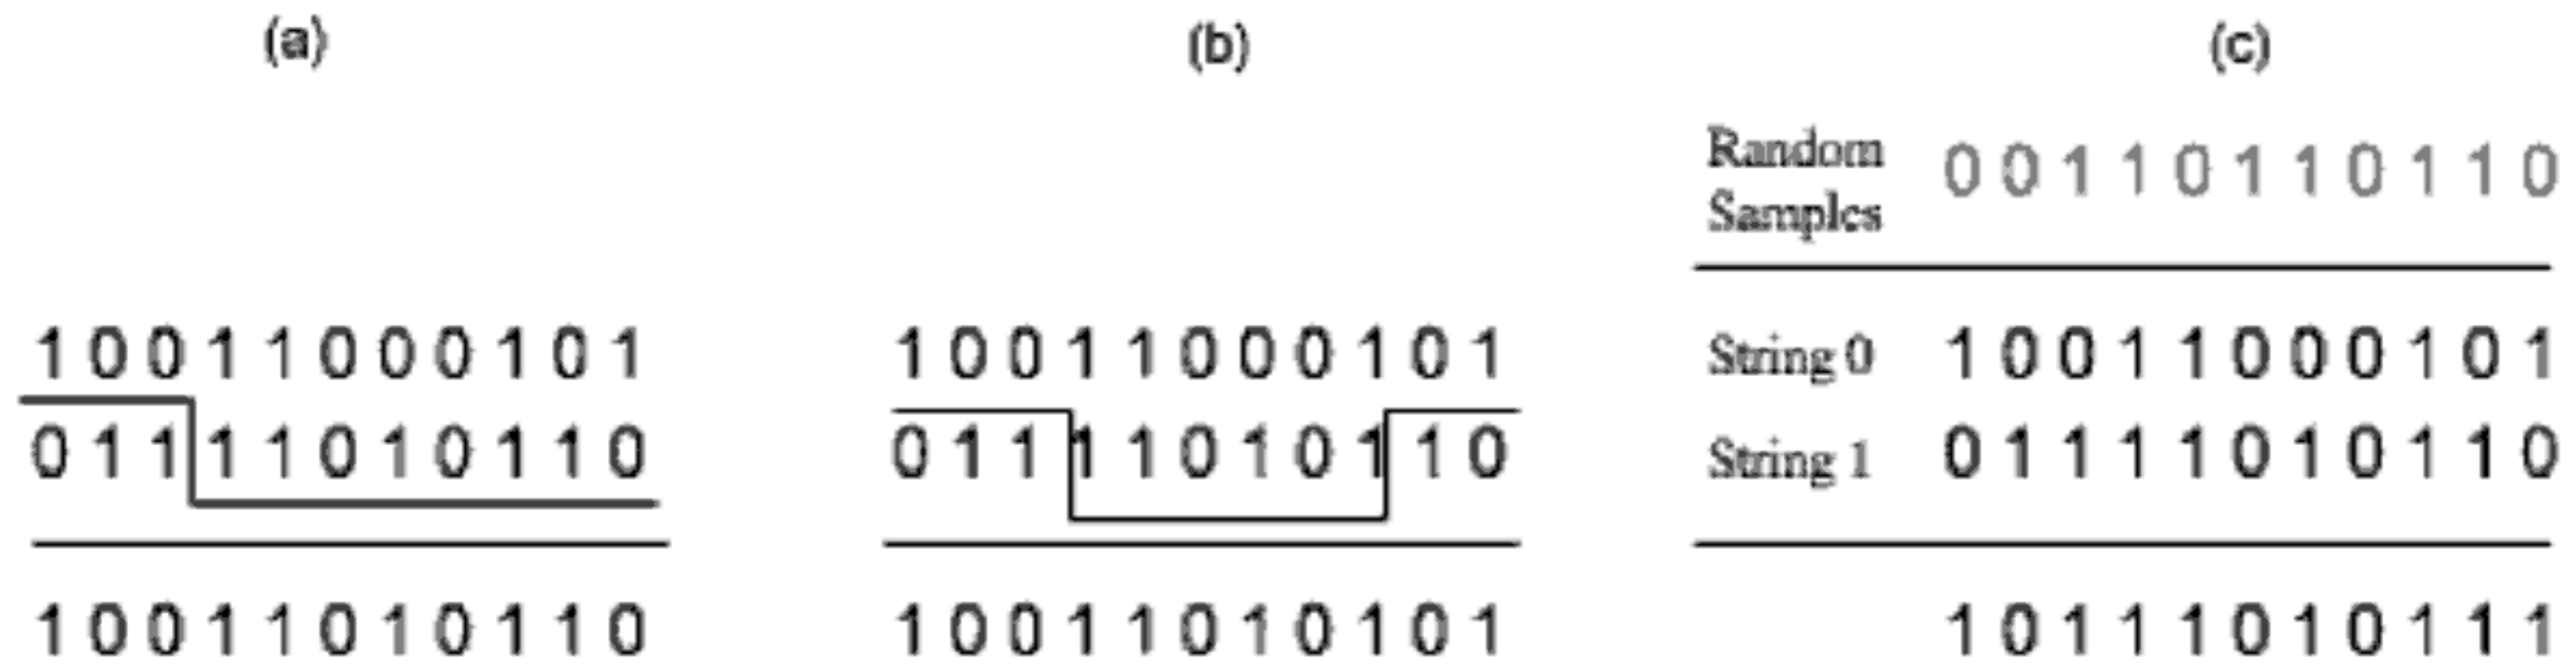 (a)
1 0 0 1 1 0 0 0 1 0 1
0 1 1 1 1 0 1 0 1 1 0
1 0 0 1 1 0 1 0 1 1 0
(b)
1 0 0 1 1 0 0 0 1 0 1
0 1 1 1 1 0 1 0 1 1 0
1 0 0 1 1 0 1 0 1 0 1
(c)
Random Samples 0 0 1 1 0 1 1 0 1 1 0
String 0 1 0 0 1 1 0 0 0 1 0 1
String 1 0 1 1 1 1 0 1 0 1 1 0
1 0 1 1 1 0 1 0 1 1 1